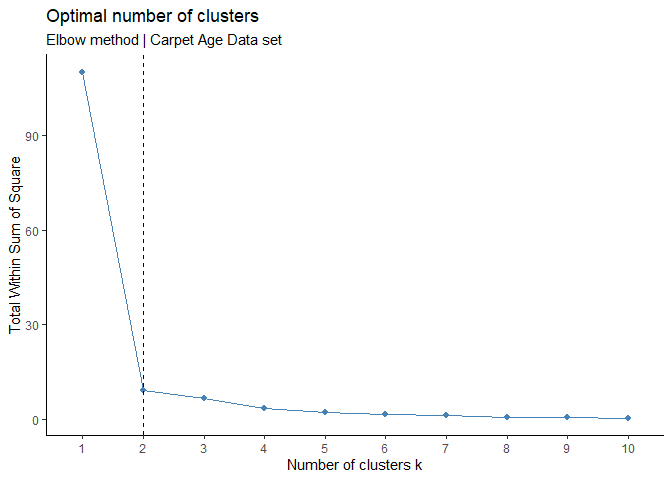 Optimal number of clusters
Elbow method | Carpet Age Data set
Total Within Sum of Square
90
60
30
0
1 2 3 4 5 6 7 8 9 10
Number of clusters k